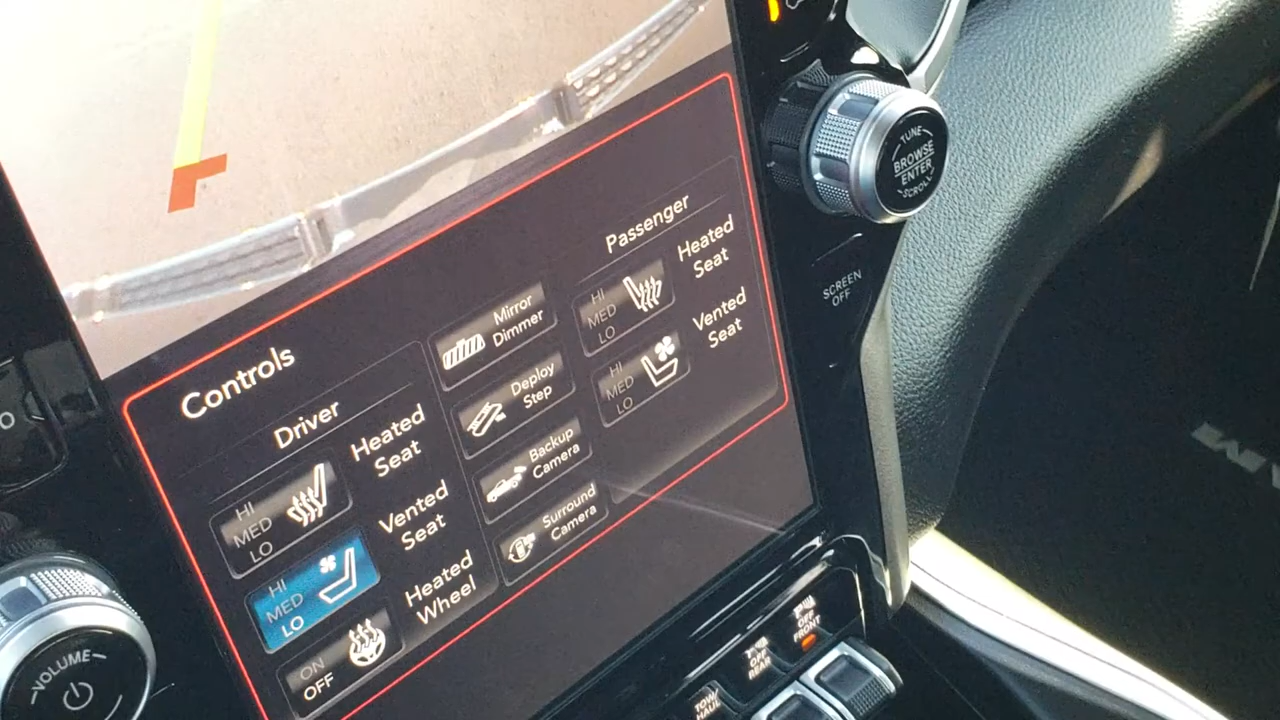 Controls
Driver
HI
MED
LO
Heated
Seat
HI
MED
LO
Vented
Seat
ON
OFF
Heated
Wheel
Mirror
Dimmer
Deploy
Step
Backup
Camera
Surround
Camera
Passenger
HI
MED
LO
Heated
Seat
HI
MED
LO
Vented
Seat
TUNE
BROWSE
ENTER
SCROLL
SCREEN
OFF
VOLUME
TOW/
HAUL
OFF
REAR
OFF
FRONT